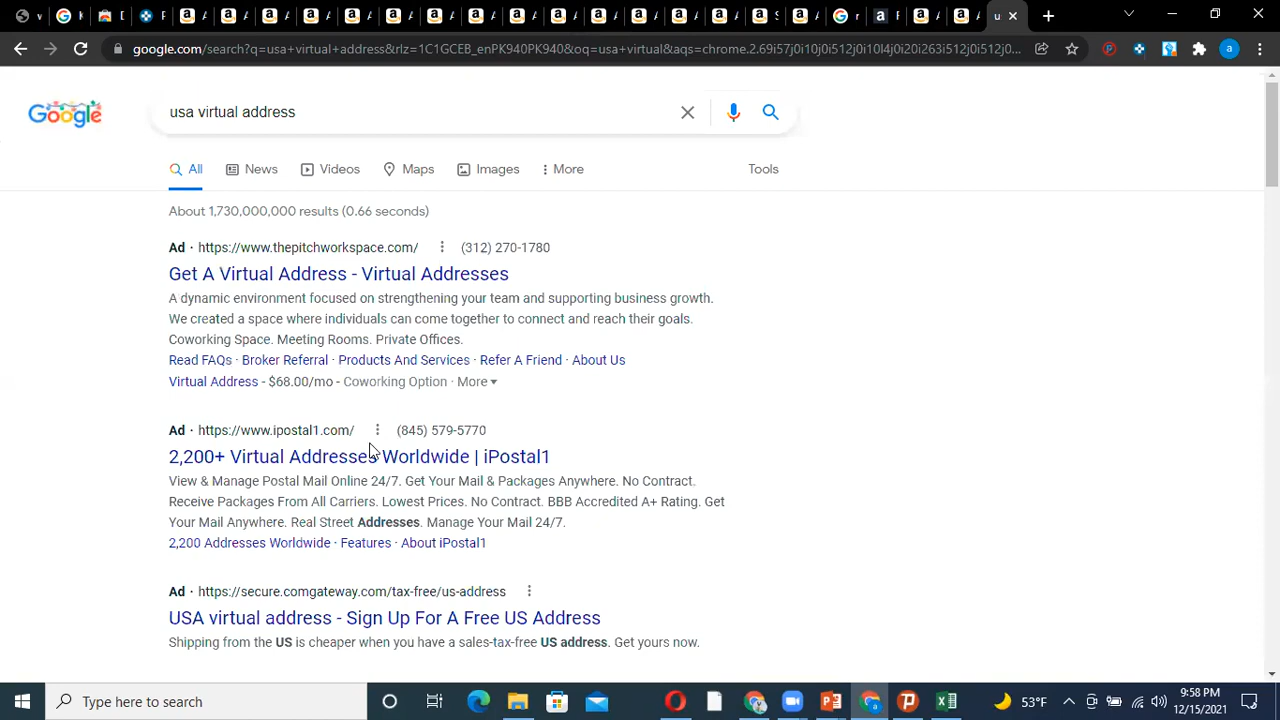 google.com/search?q=usa+virtual+address&rlz=1C1GCEB_enPK940PK940&oq=usa+virtual&aqs=chrome.2.69i57j0i10j0i512j0i10l4j0i20i263i512j0i512j0...
a
Google
usa virtual address
All
News
Videos
Maps
Images
More
Tools
About 1,730,000,000 results (0.66 seconds)
Ad · https://www.thepitchworkspace.com/ (312) 270-1780
Get A Virtual Address - Virtual Addresses
A dynamic environment focused on strengthening your team and supporting business growth.
We created a space where individuals can come together to connect and reach their goals.
Coworking Space. Meeting Rooms. Private Offices.
Read FAQs · Broker Referral · Products And Services · Refer A Friend · About Us
Virtual Address - $68.00/mo - Coworking Option · More
Ad · https://www.ipostal1.com/ (845) 579-5770
2,200+ Virtual Addresses Worldwide | iPostal1
View & Manage Postal Mail Online 24/7. Get Your Mail & Packages Anywhere. No Contract.
Receive Packages From All Carriers. Lowest Prices. No Contract. BBB Accredited A+ Rating. Get
Your Mail Anywhere. Real Street Addresses. Manage Your Mail 24/7.
2,200 Addresses Worldwide · Features · About iPostal1
Ad · https://secure.comgateway.com/tax-free/us-address
USA virtual address - Sign Up For A Free US Address
Shipping from the US is cheaper when you have a sales-tax-free US address. Get yours now.
Type here to search
53°F
9:58 PM
12/15/2021